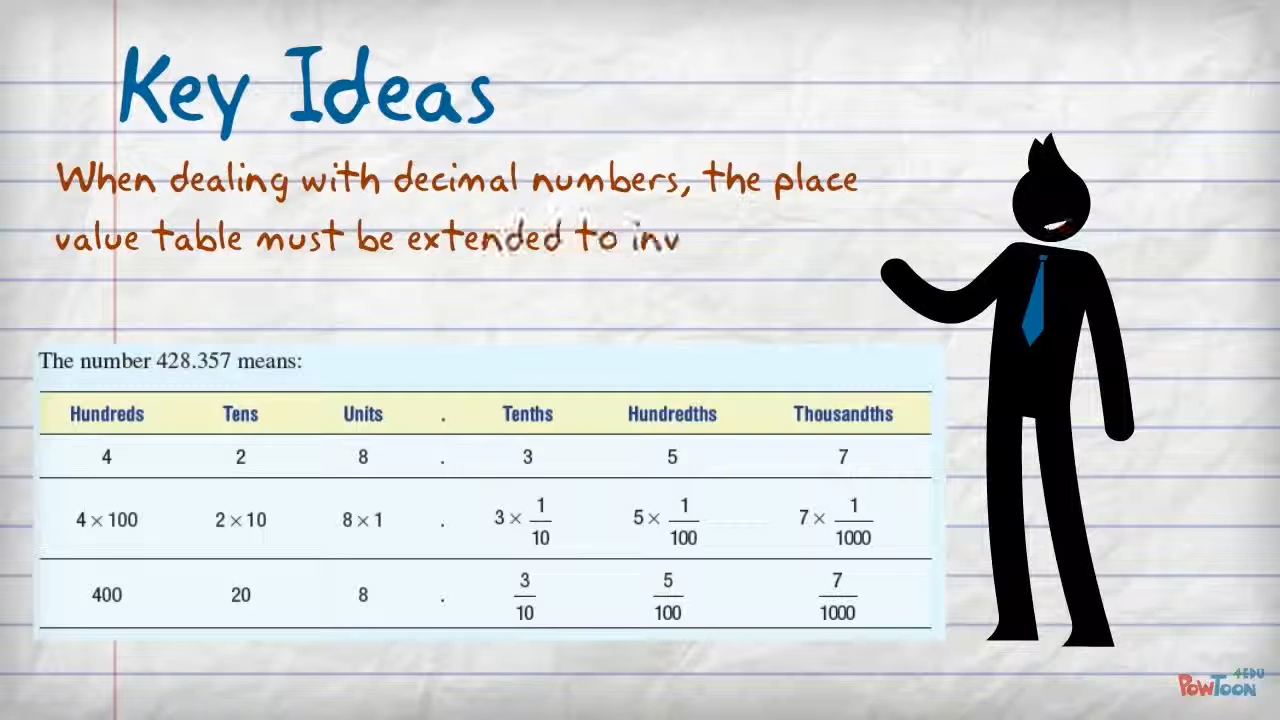 Key Ideas
When dealing with decimal numbers, the place
value table must be extended to inv
The number 428.357 means:
Hundreds Tens Units . Tenths Hundredths Thousandths
4 2 8 . 3 5 7
4 × 100 2 × 10 8 × 1 . 3 × 1/10 5 × 1/100 7 × 1/1000
400 20 8 . 3/10 5/100 7/1000
POWTOON 4EDU